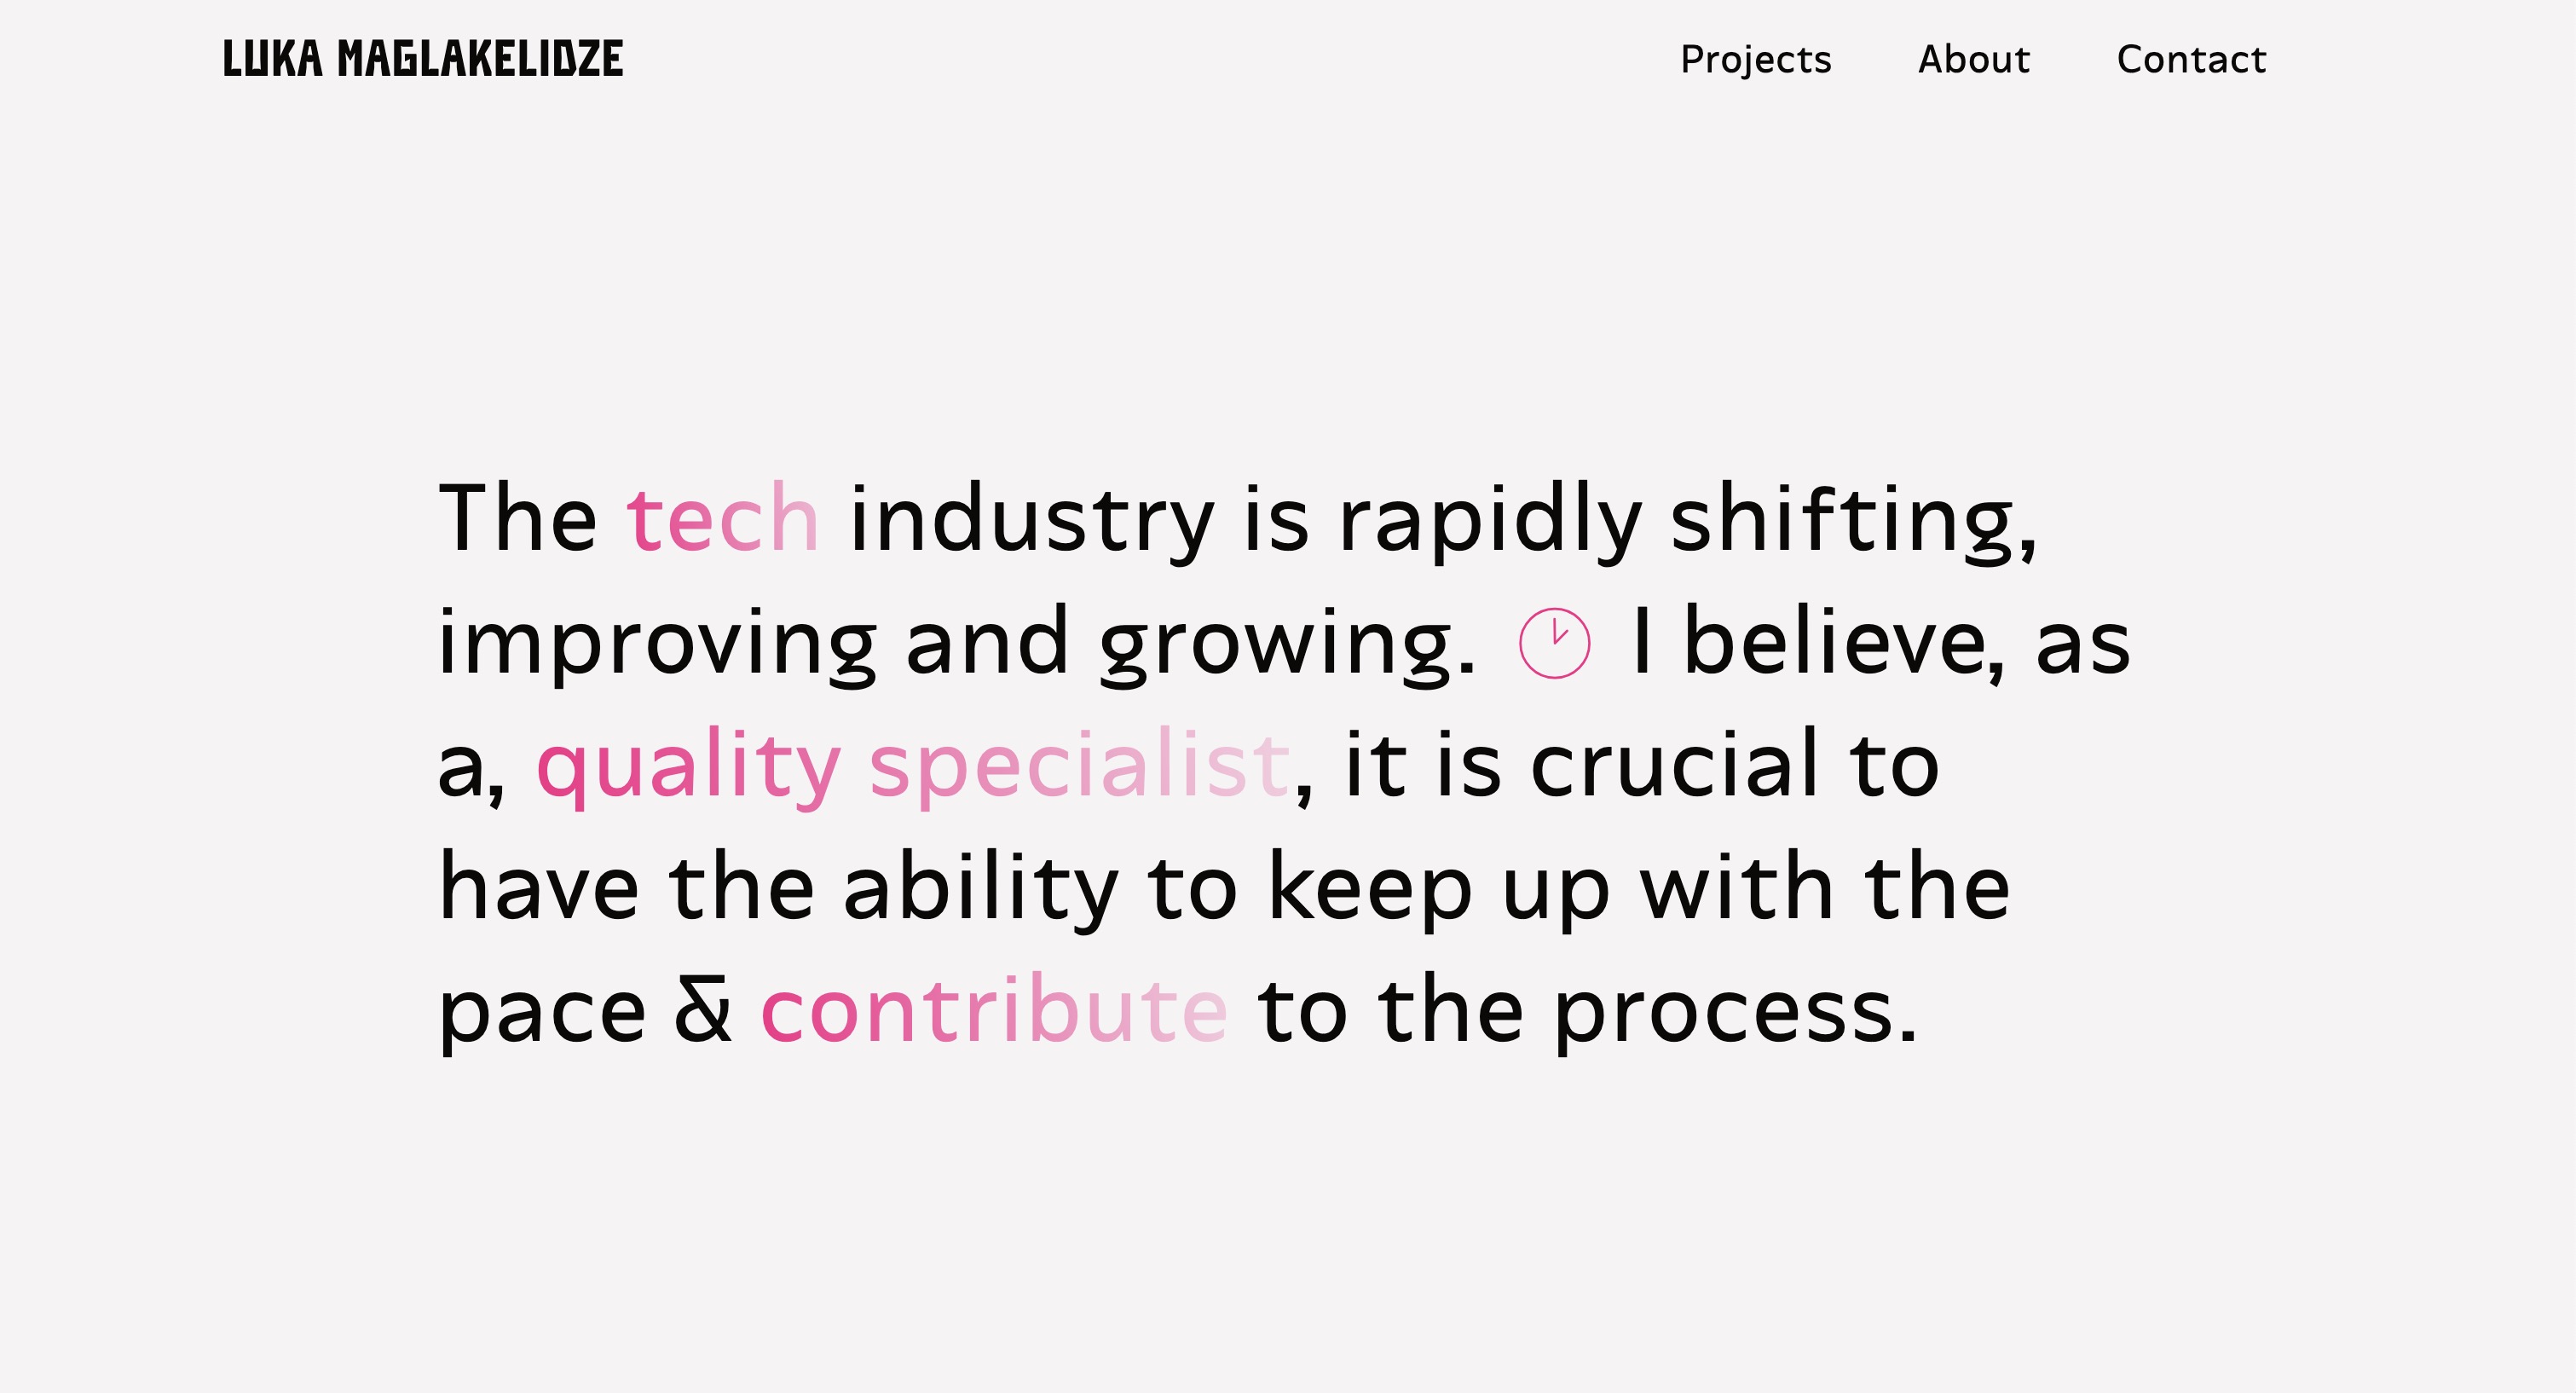 LUKA MAGLAKELIDZE
Projects About Contact
The tech industry is rapidly shifting,
improving and growing. I believe, as
a, quality specialist, it is crucial to
have the ability to keep up with the
pace & contribute to the process.